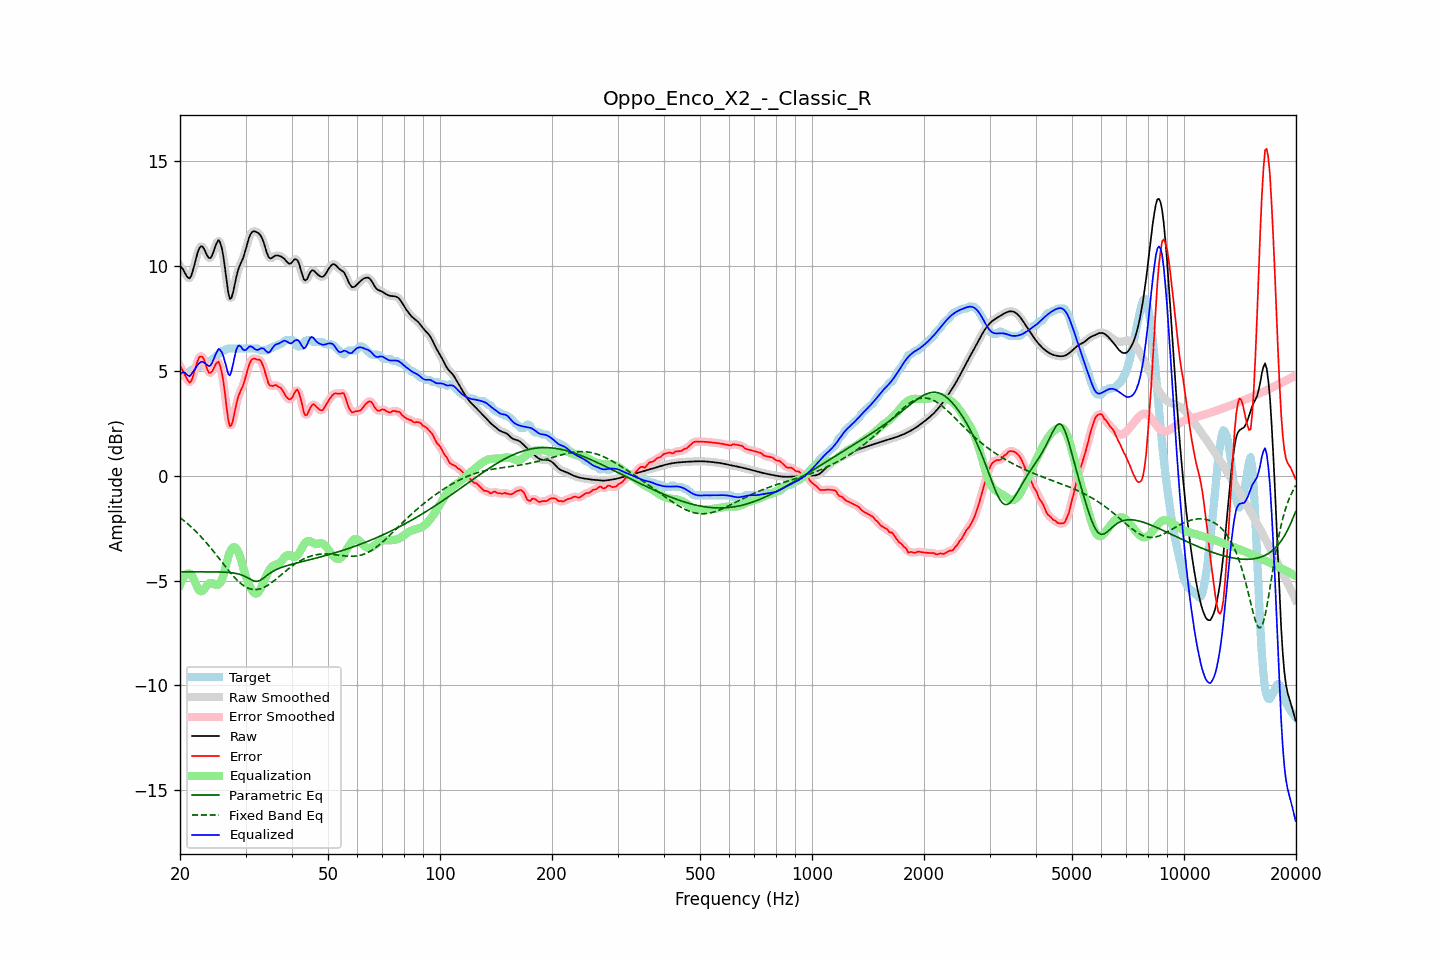 Oppo_Enco_X2_-_Classic_R
Amplitude (dBr)
15
10
5
0
−5
−10
−15
Target
Raw Smoothed
Error Smoothed
Raw
Error
Equalization
Parametric Eq
Fixed Band Eq
Equalized
20 50 100 200 500 1000 2000 5000 10000 20000
Frequency (Hz)